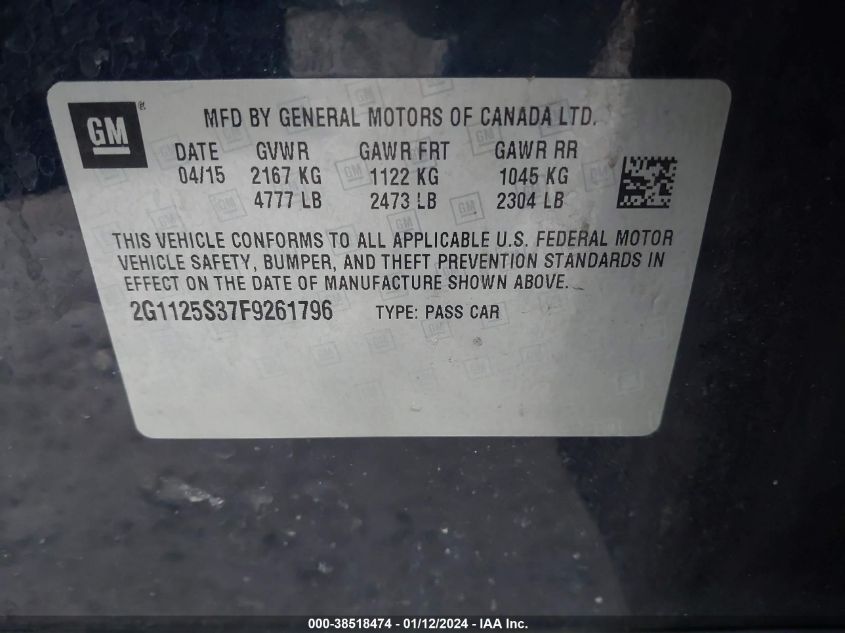 GM ®
MFD BY GENERAL MOTORS OF CANADA LTD.
DATE GVWR GAWR FRT GAWR RR
04/15 2167 KG 1122 KG 1045 KG
4777 LB 2473 LB 2304 LB
THIS VEHICLE CONFORMS TO ALL APPLICABLE U.S. FEDERAL MOTOR
VEHICLE SAFETY, BUMPER, AND THEFT PREVENTION STANDARDS IN
EFFECT ON THE DATE OF MANUFACTURE SHOWN ABOVE.
2G1125S37F9261796 TYPE: PASS CAR
000-38518474 - 01/12/2024 - IAA Inc.